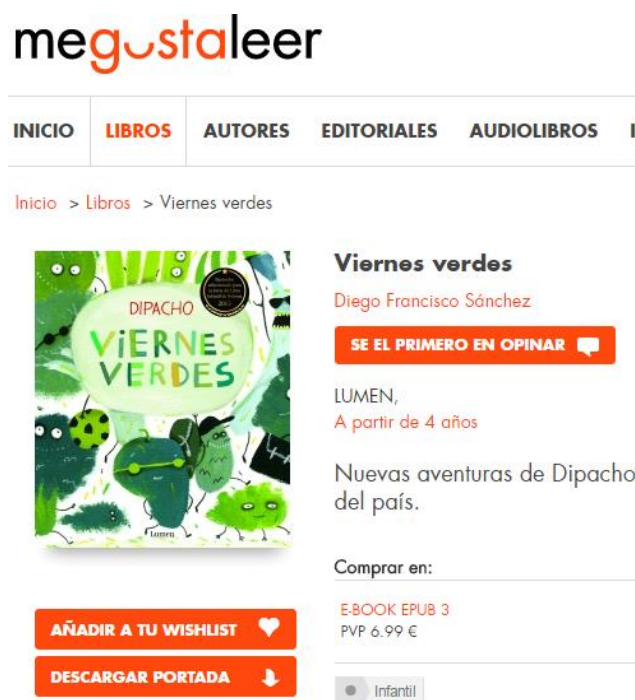 megustaleer
INICIO LIBROS AUTORES EDITORIALES AUDIOLIBROS
Inicio > Libros > Viernes verdes
DIPACHO
ViERNES
VERDES
Lumen
AÑADIR A TU WISHLIST
DESCARGAR PORTADA
Viernes verdes
Diego Francisco Sánchez
SE EL PRIMERO EN OPINAR
LUMEN,
A partir de 4 años
Nuevas aventuras de Dipacho
del país.
Comprar en:
E-BOOK EPUB 3
PVP 6.99 €
Infantil